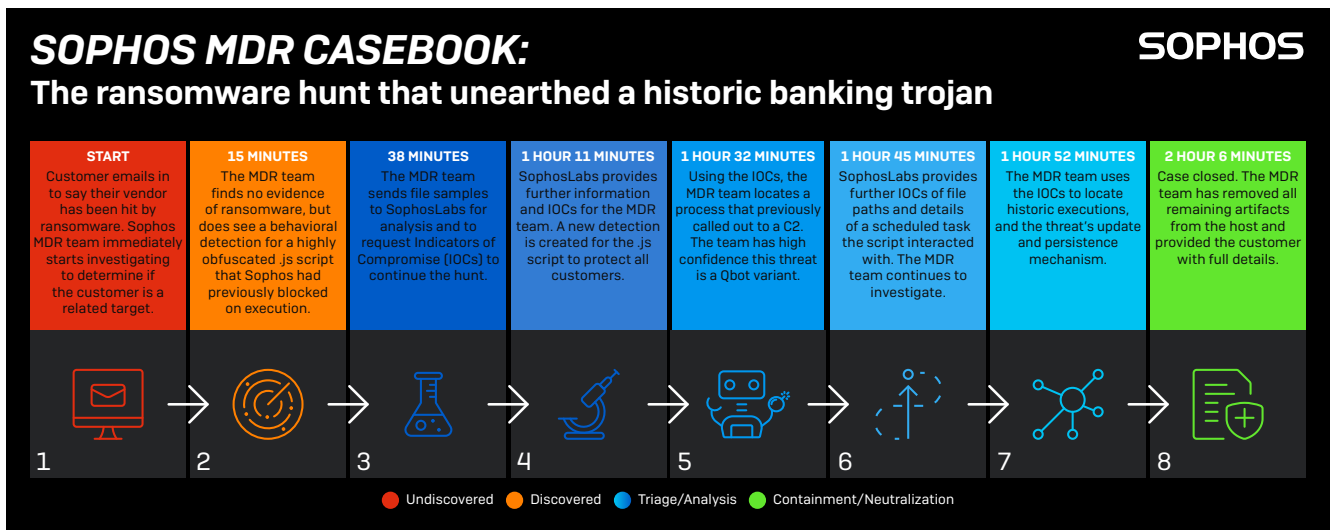 SOPHOS MDR CASEBOOK:
SOPHOS
The ransomware hunt that unearthed a historic banking trojan
START
Customer emails in
to say their vendor
has been hit by
ransomware. Sophos
MDR team immediately
starts investigating
to determine if
the customer is a
related target.
15 MINUTES
The MDR team
finds no evidence
of ransomware, but
does see a behavioral
detection for a highly
obfuscated .js script
that Sophos had
previously blocked
on execution.
38 MINUTES
The MDR team
sends file samples
to SophosLabs for
analysis and to
request Indicators of
Compromise (IOCs) to
continue the hunt.
1 HOUR 11 MINUTES
SophosLabs provides
further information
and IOCs for the MDR
team. A new detection
is created for the .js
script to protect all
customers.
1 HOUR 32 MINUTES
Using the IOCs, the
MDR team locates a
process that previously
called out to a C2.
The team has high
confidence this threat
is a Qbot variant.
1 HOUR 45 MINUTES
SophosLabs provides
further IOCs of file
paths and details
of a scheduled task
the script interacted
with. The MDR
team continues to
investigate.
1 HOUR 52 MINUTES
The MDR team uses
the IOCs to locate
historic executions,
and the threat's update
and persistence
mechanism.
2 HOUR 6 MINUTES
Case closed. The MDR
team has removed all
remaining artifacts
from the host and
provided the customer
with full details.
1
2
3
4
5
6
7
8
Undiscovered
Discovered
Triage/Analysis
Containment/Neutralization